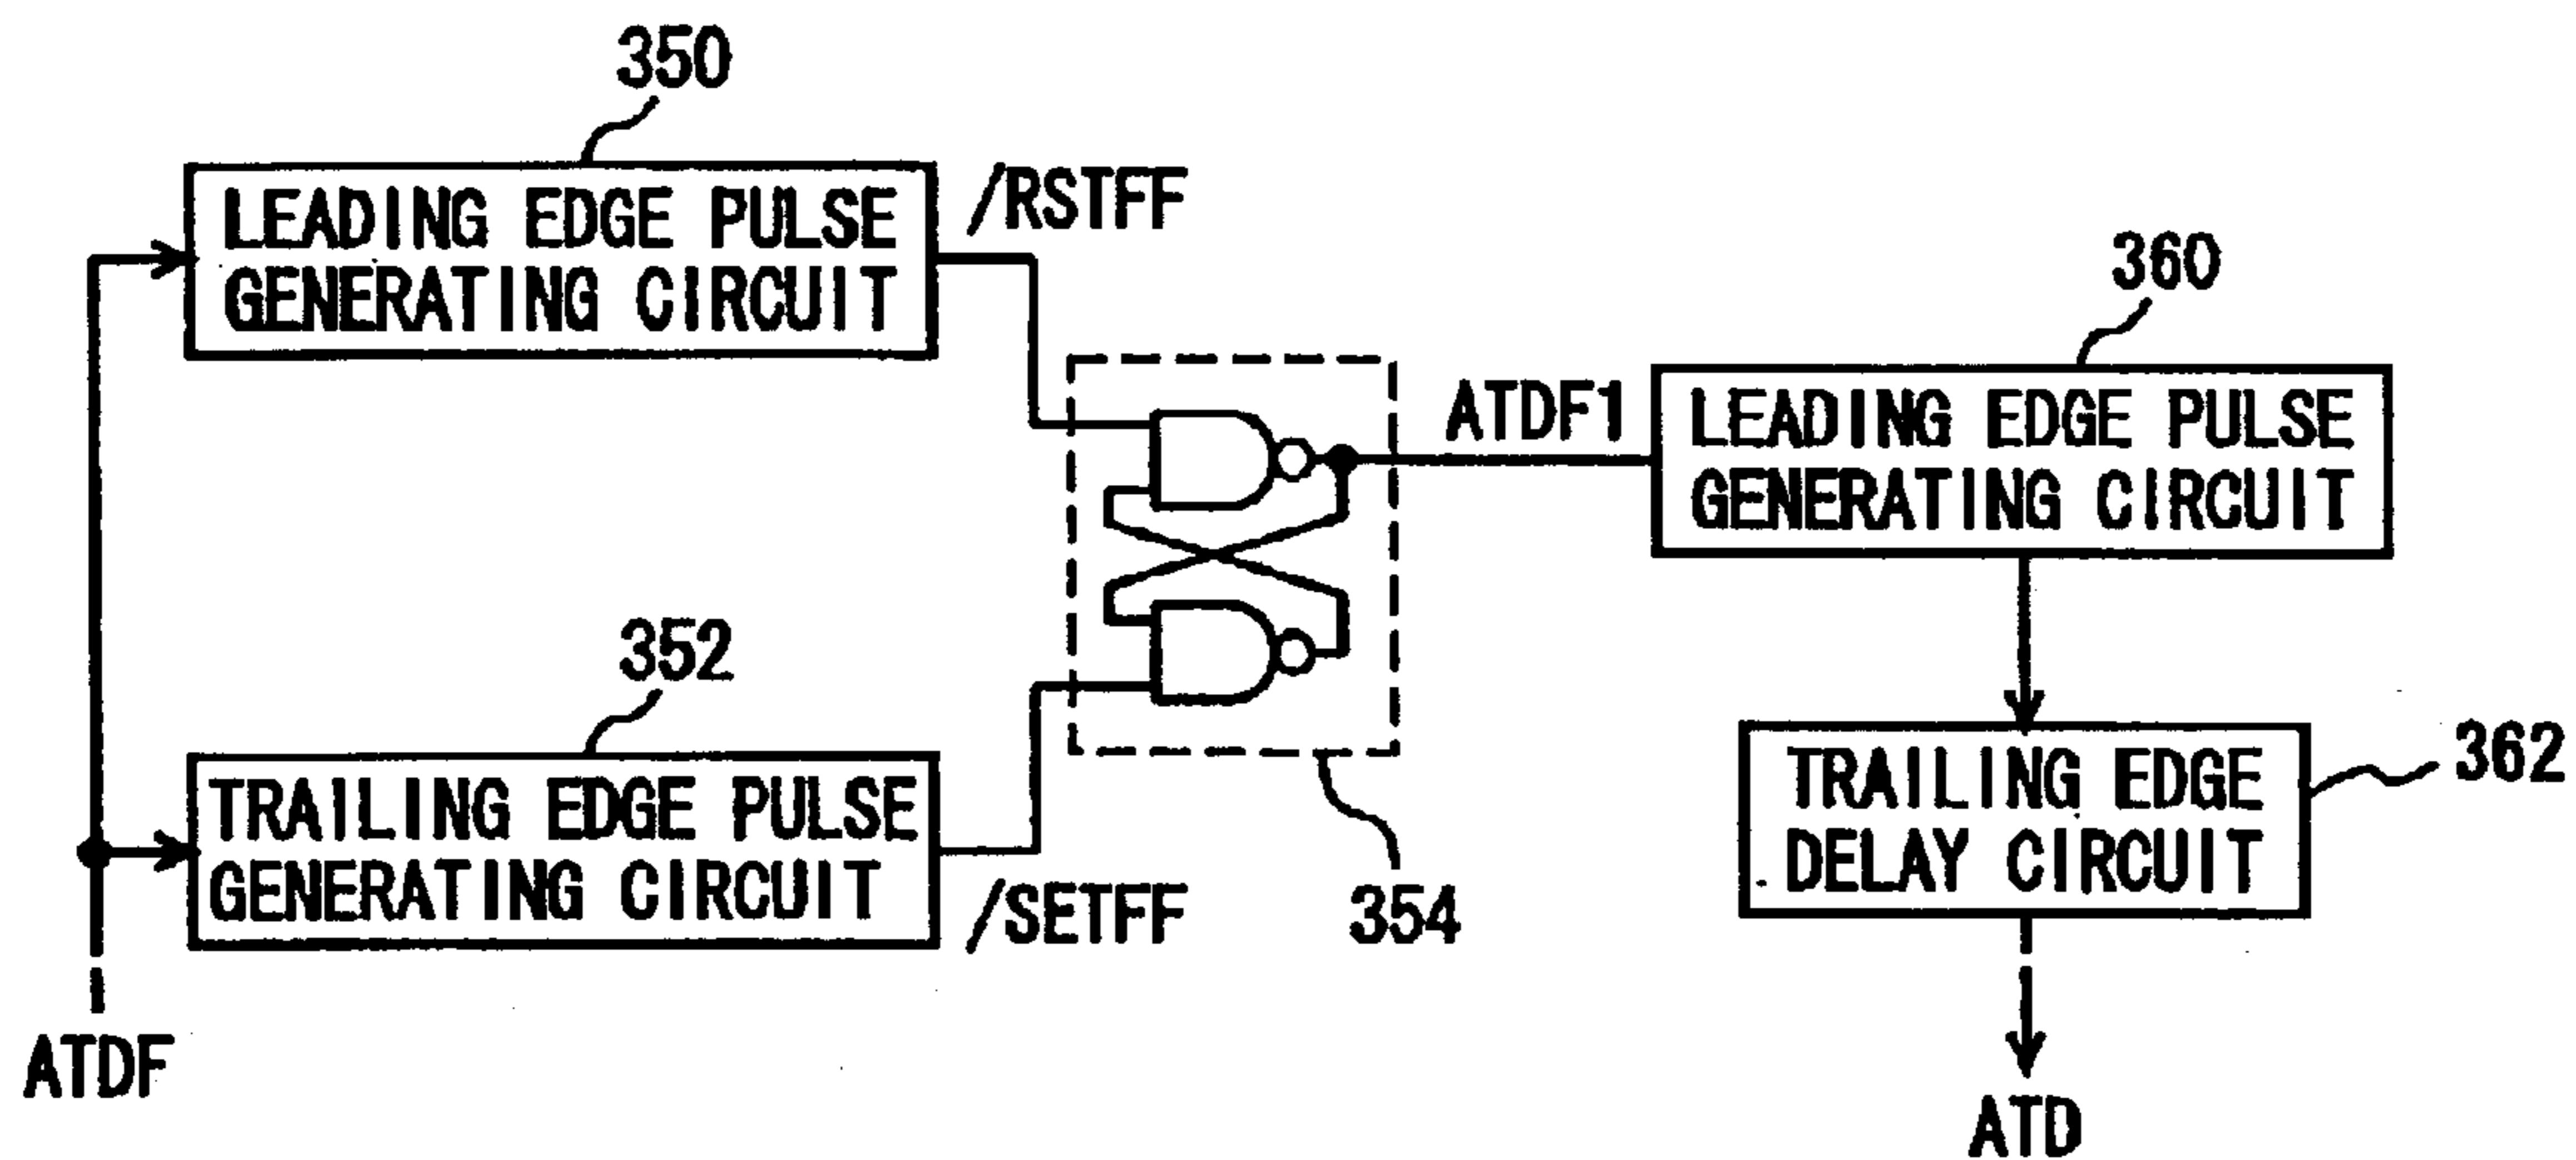 350
LEADING EDGE PULSE
GENERATING CIRCUIT
/RSTFF
360
ATDF1
LEADING EDGE PULSE
GENERATING CIRCUIT
352
TRAILING EDGE PULSE
GENERATING CIRCUIT
/SETFF
354
TRAILING EDGE
DELAY CIRCUIT
362
ATDF
ATD